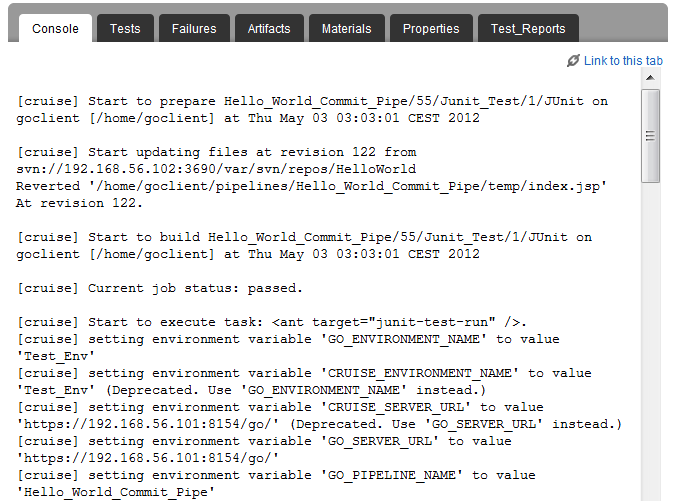 Console Tests Failures Artifacts Materials Properties Test_Reports
Link to this tab
[cruise] Start to prepare Hello_World_Commit_Pipe/55/Junit_Test/1/JUnit on
goclient [/home/goclient] at Thu May 03 03:03:01 CEST 2012
[cruise] Start updating files at revision 122 from
svn://192.168.56.102:3690/var/svn/repos/HelloWorld
Reverted '/home/goclient/pipelines/Hello_World_Commit_Pipe/temp/index.jsp'
At revision 122.
[cruise] Start to build Hello_World_Commit_Pipe/55/Junit_Test/1/JUnit on
goclient [/home/goclient] at Thu May 03 03:03:01 CEST 2012
[cruise] Current job status: passed.
[cruise] Start to execute task: <ant target="junit-test-run" />.
[cruise] setting environment variable 'GO_ENVIRONMENT_NAME' to value
'Test_Env'
[cruise] setting environment variable 'CRUISE_ENVIRONMENT_NAME' to value
'Test_Env' (Deprecated. Use 'GO_ENVIRONMENT_NAME' instead.)
[cruise] setting environment variable 'CRUISE_SERVER_URL' to value
'https://192.168.56.101:8154/go/' (Deprecated. Use 'GO_SERVER_URL' instead.)
[cruise] setting environment variable 'GO_SERVER_URL' to value
'https://192.168.56.101:8154/go/'
[cruise] setting environment variable 'GO_PIPELINE_NAME' to value
'Hello_World_Commit_Pipe'